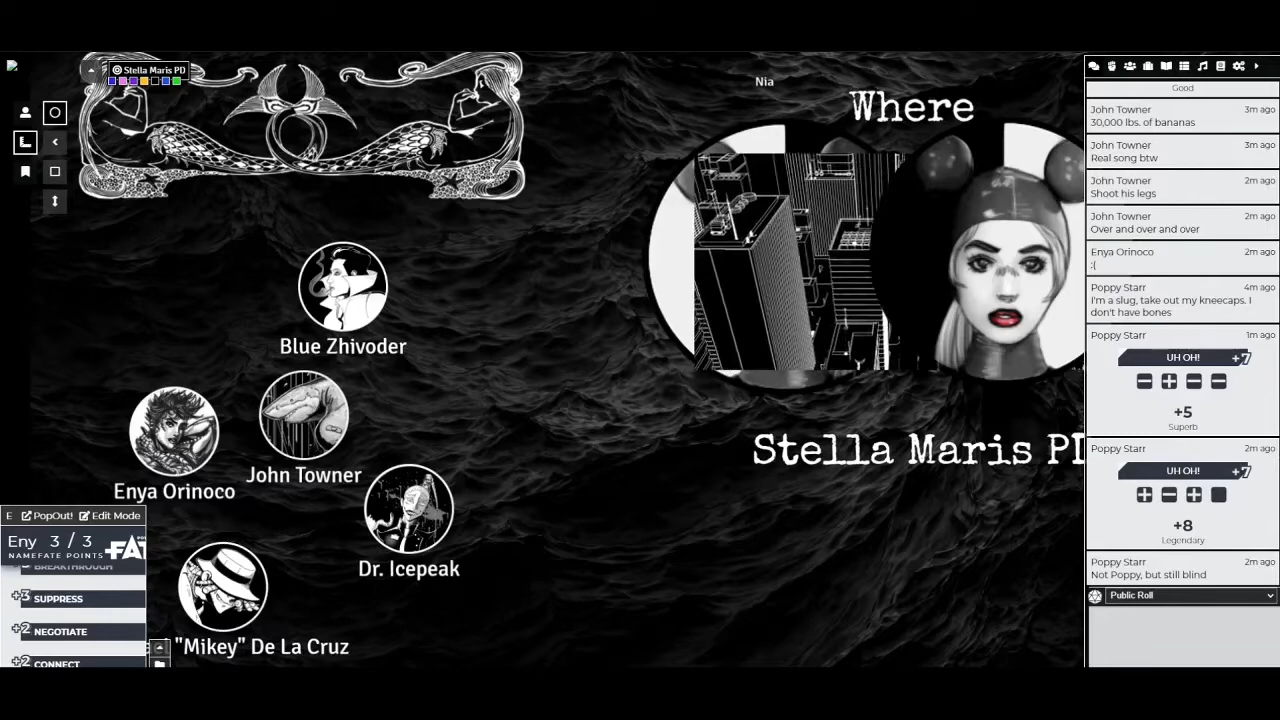 Stella Maris PD
Nia
Where
Stella Maris PD
Blue Zhivoder
Enya Orinoco
John Towner
Dr. Icepeak
"Mikey" De La Cruz
E PopOut! Edit Mode
Eny 3 / 3
NAME FATE POINTS
BREAKTHROUGH
+3 SUPPRESS
+2 NEGOTIATE
+2 CONNECT
Good
John Towner 3m ago
30,000 lbs. of bananas
John Towner 3m ago
Real song btw
John Towner 2m ago
Shoot his legs
John Towner 2m ago
Over and over and over
Enya Orinoco 2m ago
:(
Poppy Starr 4m ago
I'm a slug, take out my kneecaps. I
don't have bones
Poppy Starr 1m ago
UH OH! +7
+5
Superb
Poppy Starr 2m ago
UH OH! +7
+8
Legendary
Poppy Starr 2m ago
Not Poppy, but still blind
Public Roll